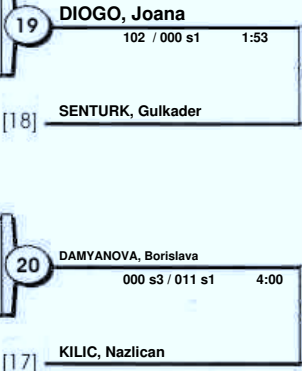 19
DIOGO, Joana
102 / 000 s1 1:53
[18] SENTURK, Gulkader
20
DAMYANOVA, Borislava
000 s3 / 011 s1 4:00
[17] KILIC, Nazlican